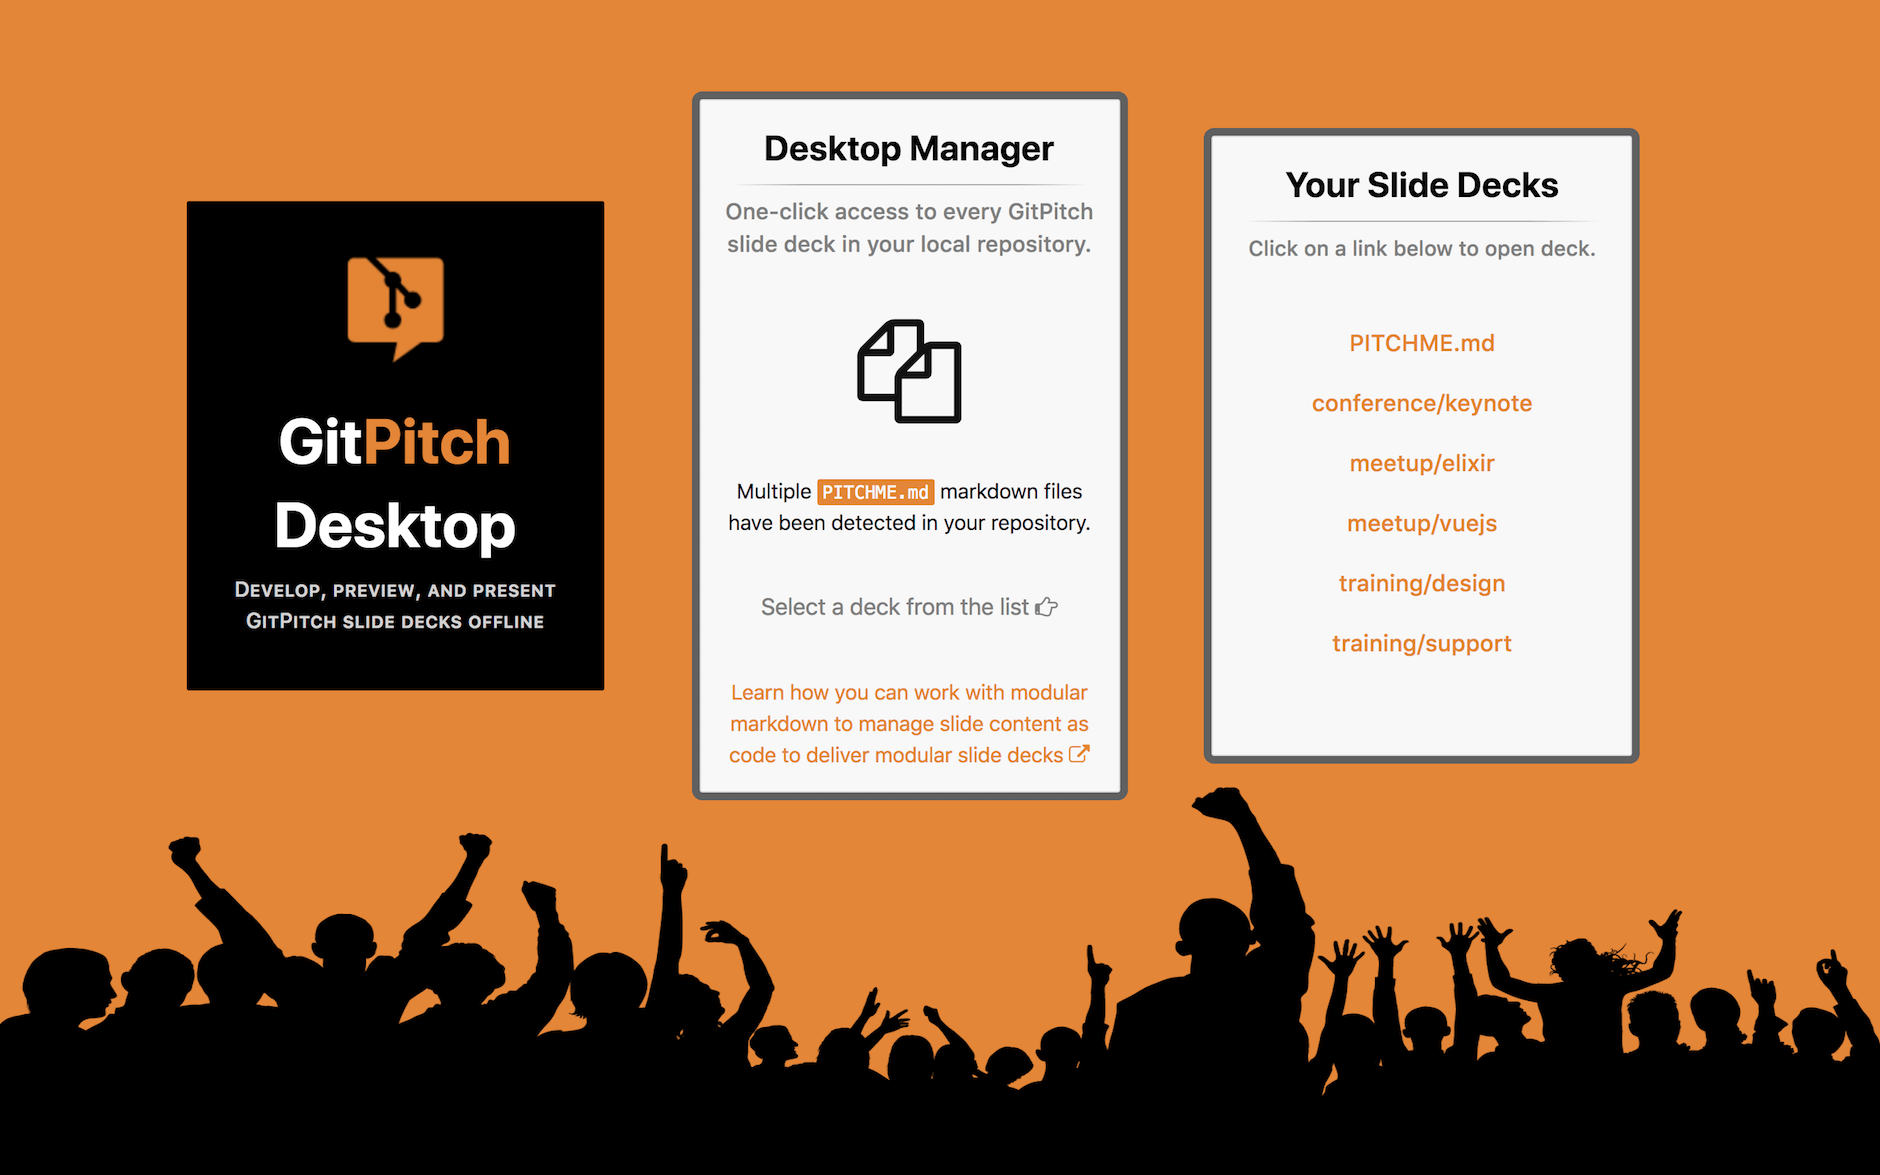 GitPitch
Desktop
Develop, preview, and present
GitPitch slide decks offline
Desktop Manager
One-click access to every GitPitch
slide deck in your local repository.
Multiple PITCHME.md markdown files
have been detected in your repository.
Select a deck from the list
Learn how you can work with modular
markdown to manage slide content as
code to deliver modular slide decks
Your Slide Decks
Click on a link below to open deck.
PITCHME.md
conference/keynote
meetup/elixir
meetup/vuejs
training/design
training/support